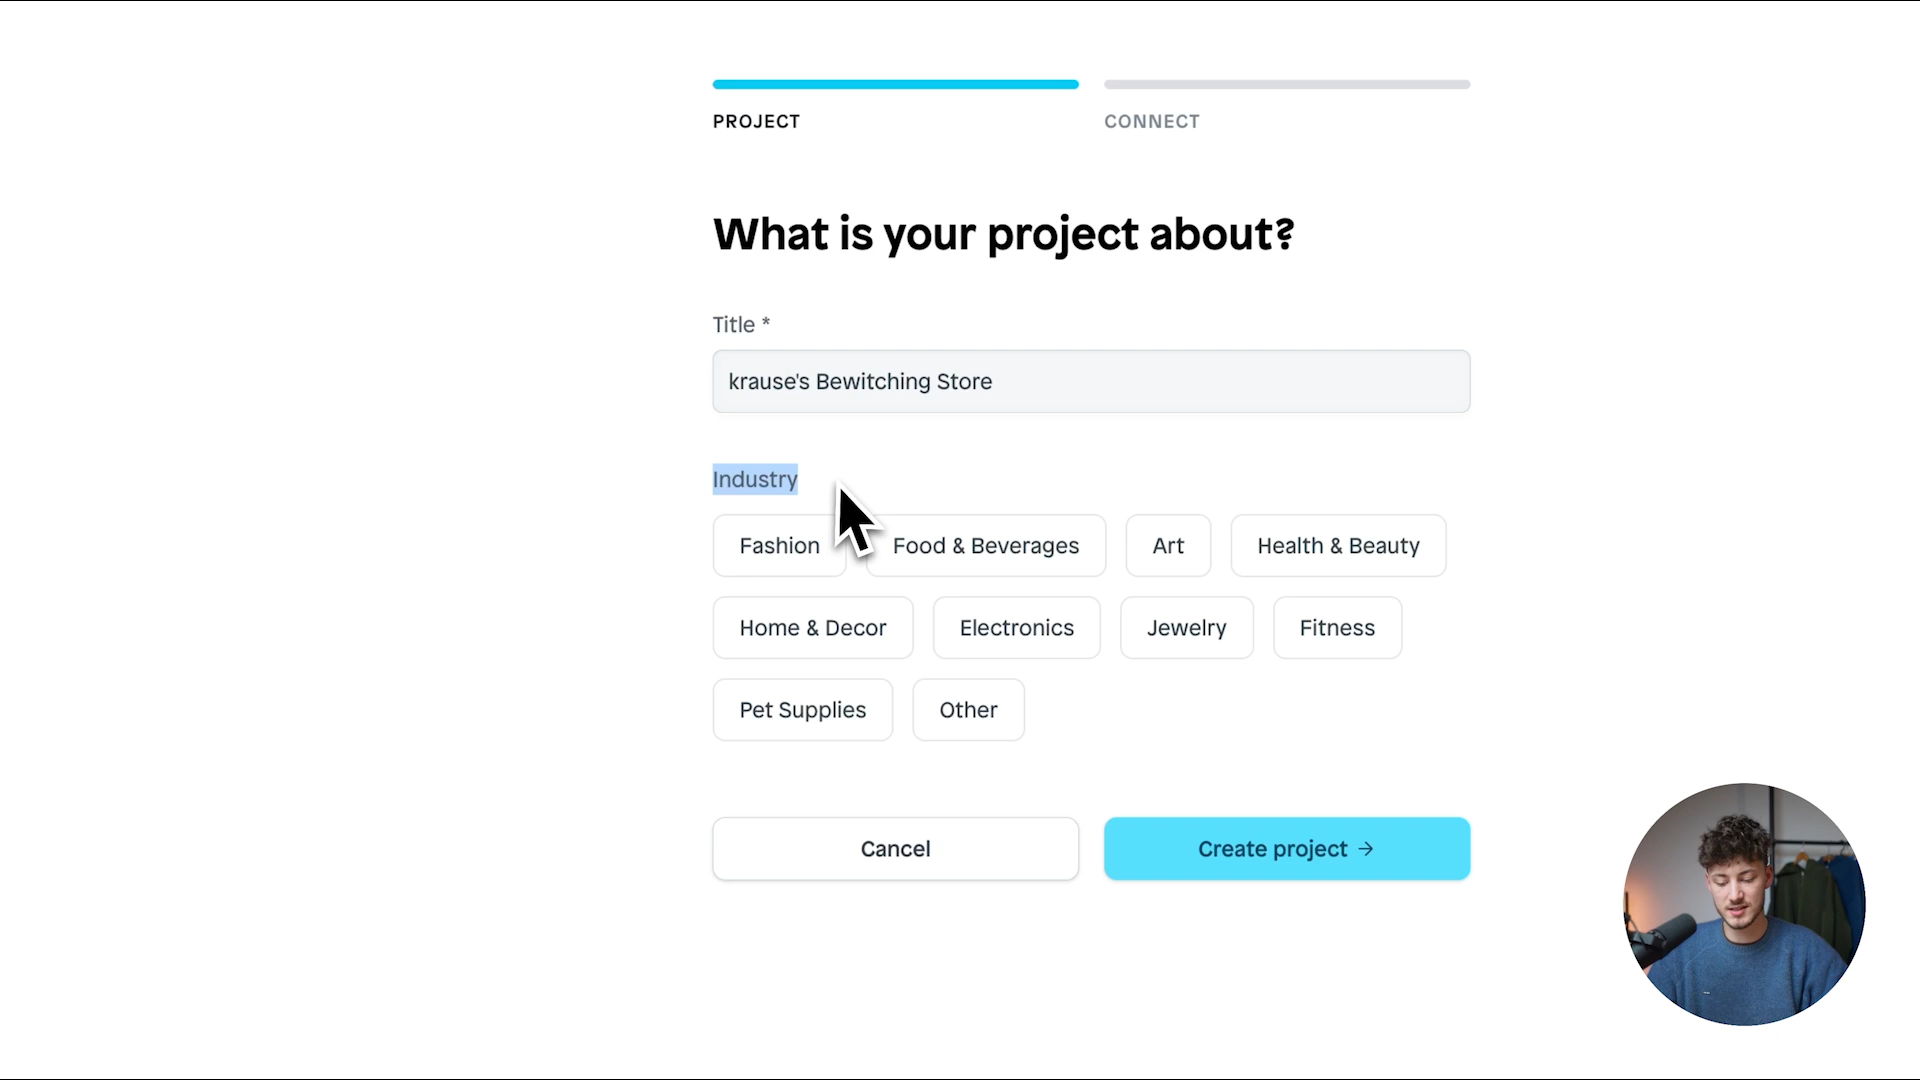 PROJECT
CONNECT
What is your project about?
Title *
krause's Bewitching Store
Industry
Fashion
Food & Beverages
Art
Health & Beauty
Home & Decor
Electronics
Jewelry
Fitness
Pet Supplies
Other
Cancel
Create project →